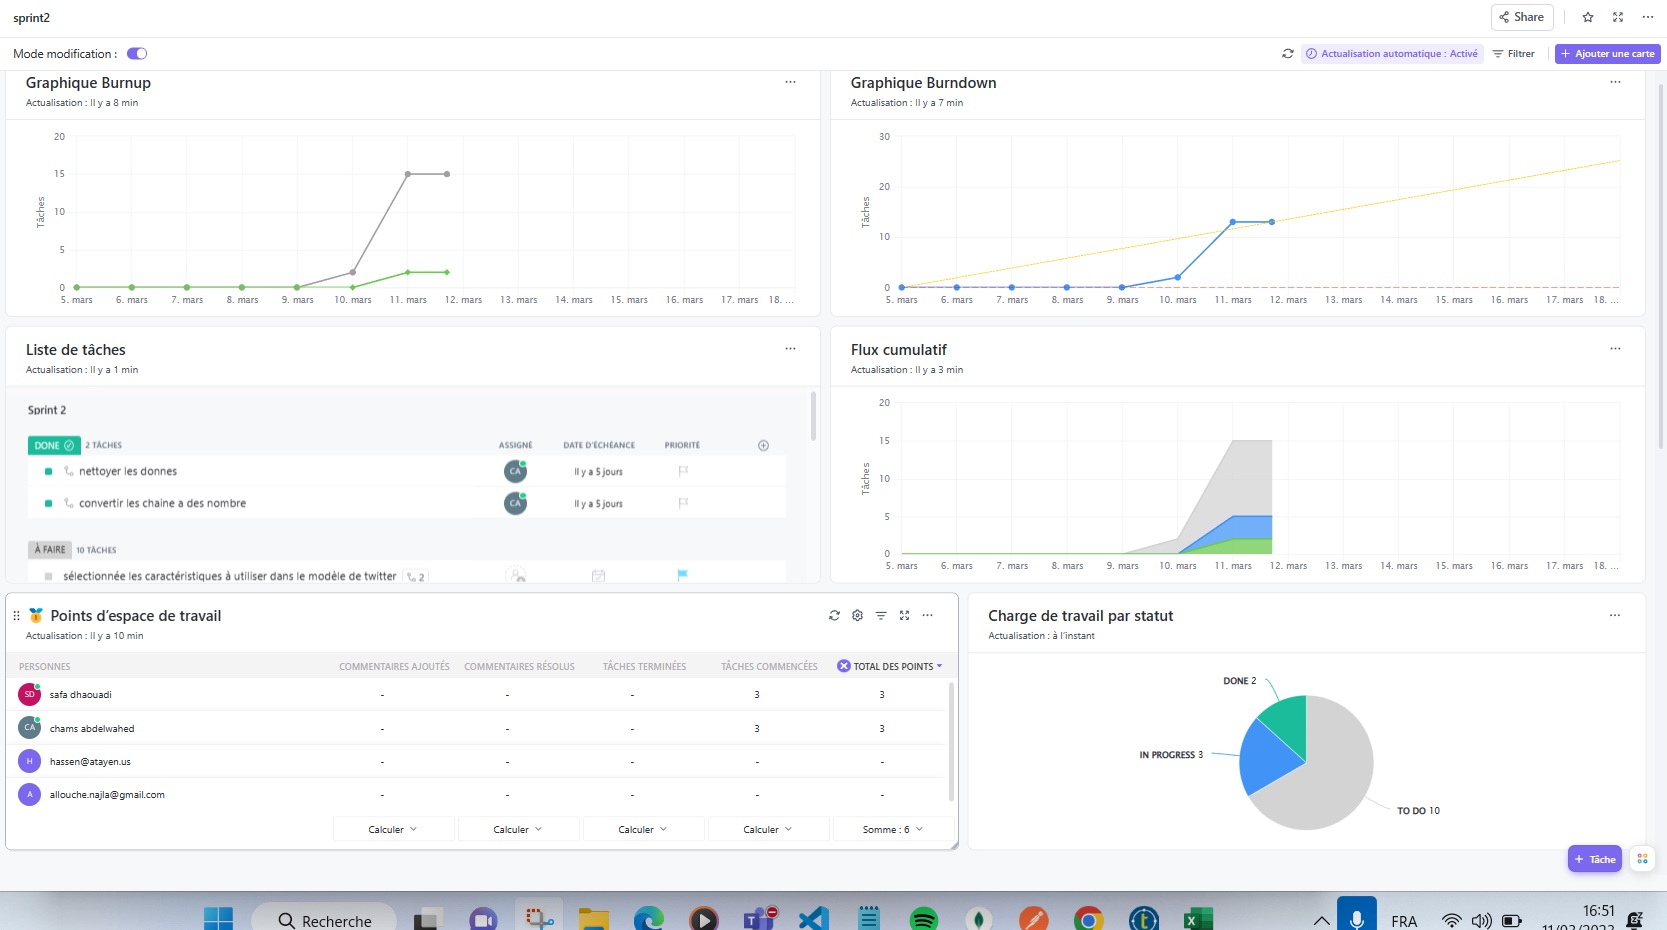 sprint2
Share
Mode modification :
Actualisation automatique : Activé
Filtrer
+ Ajouter une carte
Graphique Burnup
Actualisation : Il y a 8 min
20
15
10
5
0
Tâches
5. mars 6. mars 7. mars 8. mars 9. mars 10. mars 11. mars 12. mars 13. mars 14. mars 15. mars 16. mars 17. mars 18. ...
Graphique Burndown
Actualisation : Il y a 7 min
30
20
10
0
Tâches
5. mars 6. mars 7. mars 8. mars 9. mars 10. mars 11. mars 12. mars 13. mars 14. mars 15. mars 16. mars 17. mars 18. ...
Liste de tâches
Actualisation : Il y a 1 min
Sprint 2
DONE 2 TÂCHES ASSIGNÉ DATE D'ÉCHÉANCE PRIORITÉ
nettoyer les donnes CA Il y a 5 jours
convertir les chaine a des nombre CA Il y a 5 jours
À FAIRE 10 TÂCHES
sélectionnée les caractéristiques à utiliser dans le modèle de twitter 2
Flux cumulatif
Actualisation : Il y a 3 min
20
15
10
5
0
Tâches
5. mars 6. mars 7. mars 8. mars 9. mars 10. mars 11. mars 12. mars 13. mars 14. mars 15. mars 16. mars 17. mars 18. ...
Points d'espace de travail
Actualisation : Il y a 10 min
PERSONNES COMMENTAIRES AJOUTÉS COMMENTAIRES RÉSOLUS TÂCHES TERMINÉES TÂCHES COMMENCÉES TOTAL DES POINTS
SD safa dhaouadi - - - 3 3
CA chams abdelwahed - - - 3 3
H hassen@atayen.us - - - - -
A allouche.najla@gmail.com - - - - -
Calculer Calculer Calculer Calculer Somme : 6
Charge de travail par statut
Actualisation : à l'instant
DONE 2
IN PROGRESS 3
TO DO 10
+ Tâche
Recherche
FRA
16:51
11/03/2023